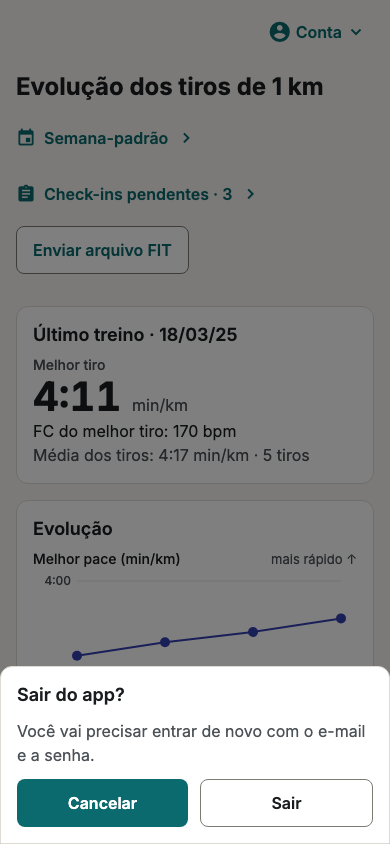 Conta
Evolução dos tiros de 1 km
Semana-padrão
Check-ins pendentes · 3
Enviar arquivo FIT
Último treino · 18/03/25
Melhor tiro
4:11 min/km
FC do melhor tiro: 170 bpm
Média dos tiros: 4:17 min/km · 5 tiros
Evolução
Melhor pace (min/km) mais rápido ↑
4:00
Sair do app?
Você vai precisar entrar de novo com o e-mail
e a senha.
Cancelar Sair